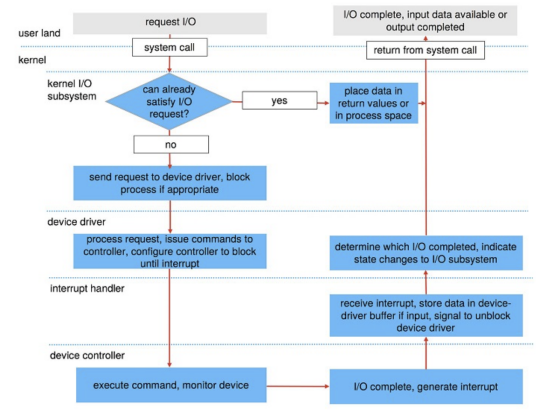 request I/O
I/O complete, input data available or
output completed
user land
system call
return from system call
kernel
kernel I/O
subsystem
can already
satisfy I/O
request?
yes
place data in
return values or
in process space
no
send request to device driver, block
process if appropriate
device driver
process request, issue commands to
controller, configure controller to block
until interrupt
determine which I/O completed, indicate
state changes to I/O subsystem
interrupt handler
receive interrupt, store data in device-
driver buffer if input, signal to unblock
device driver
device controller
execute command, monitor device
I/O complete, generate interrupt